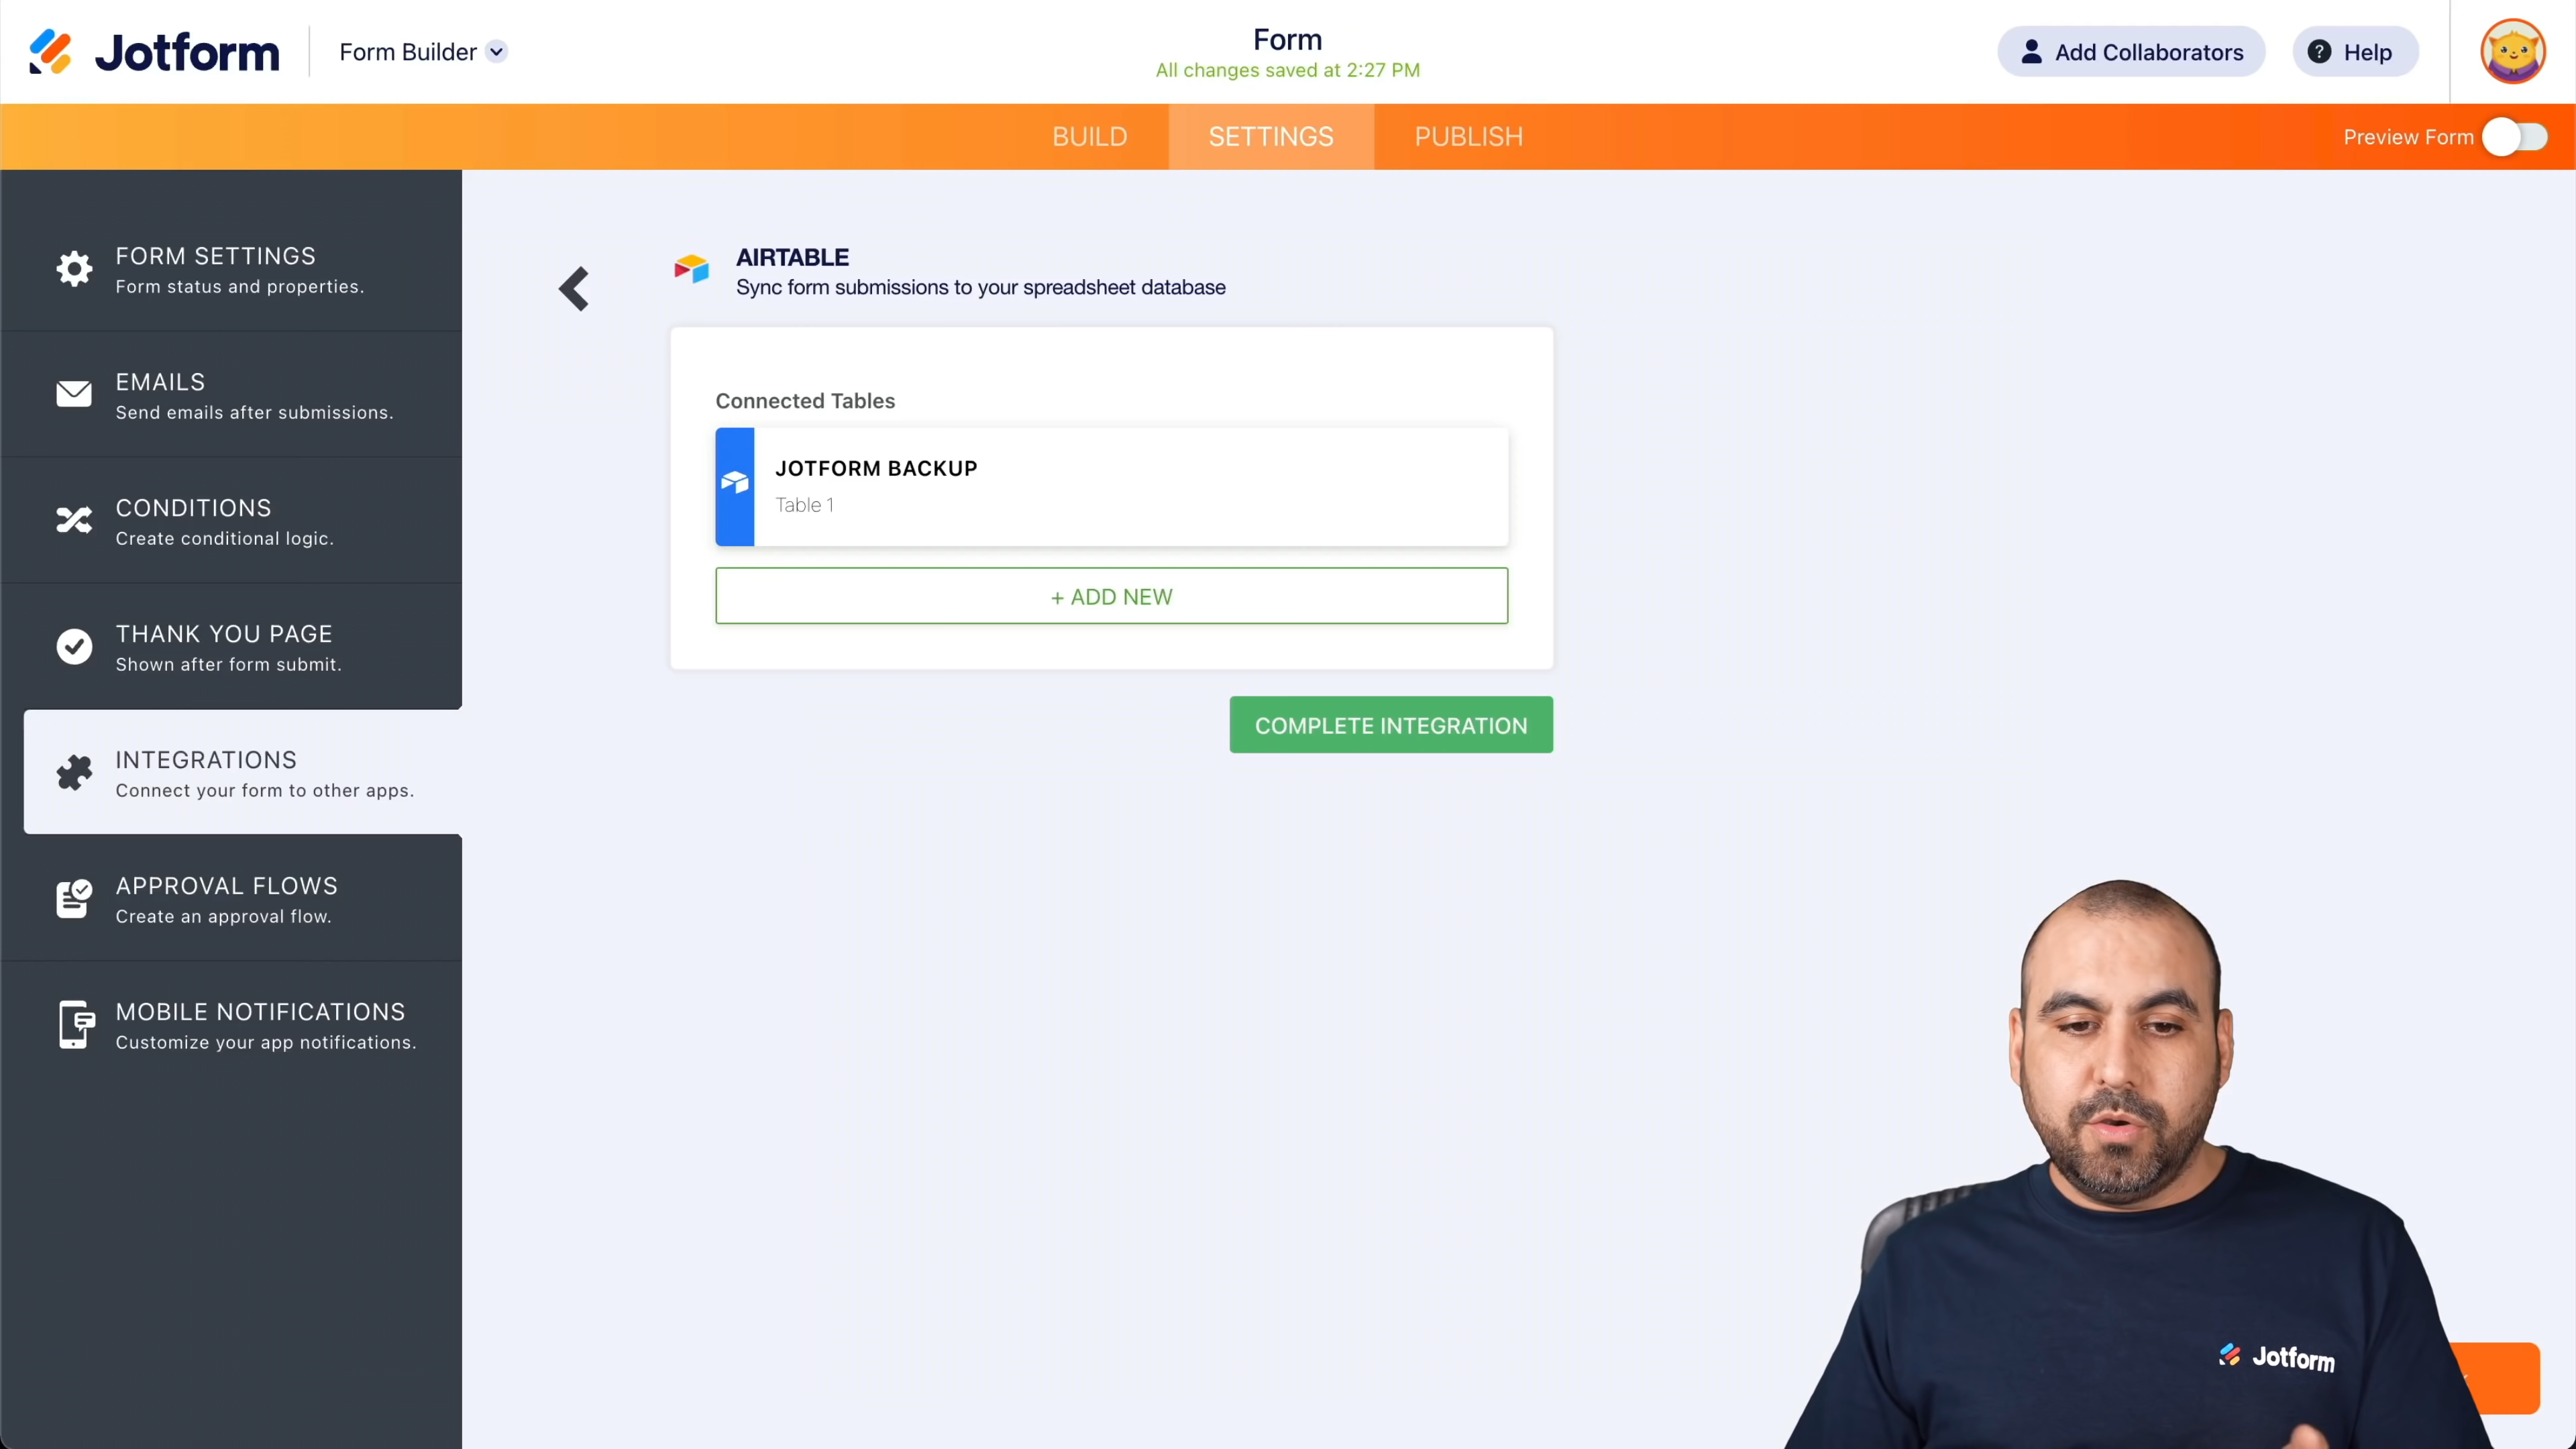 Jotform
Form Builder
Form
All changes saved at 2:27 PM
Add Collaborators
? Help
BUILD
SETTINGS
PUBLISH
Preview Form
FORM SETTINGS
Form status and properties.
EMAILS
Send emails after submissions.
CONDITIONS
Create conditional logic.
THANK YOU PAGE
Shown after form submit.
INTEGRATIONS
Connect your form to other apps.
APPROVAL FLOWS
Create an approval flow.
MOBILE NOTIFICATIONS
Customize your app notifications.
AIRTABLE
Sync form submissions to your spreadsheet database
Connected Tables
JOTFORM BACKUP
Table 1
+ ADD NEW
COMPLETE INTEGRATION
Jotform